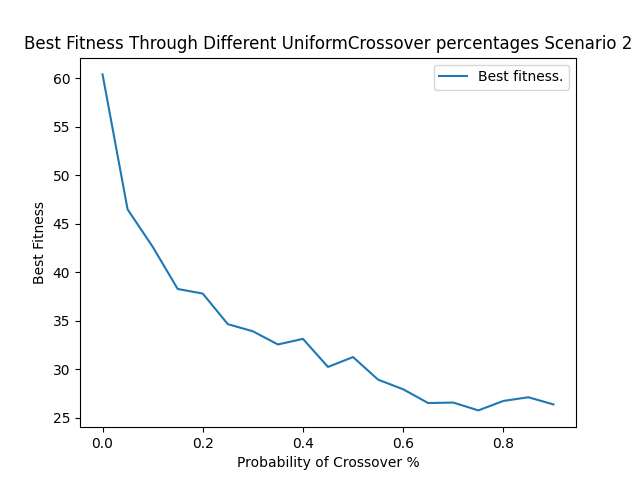 Best Fitness Through Different UniformCrossover percentages Scenario 2
Best fitness.
60
55
50
45
40
35
30
25
Best Fitness
0.0 0.2 0.4 0.6 0.8
Probability of Crossover %